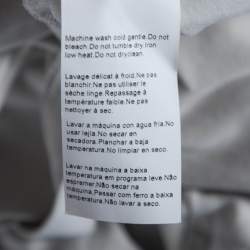 Machine wash cold gentle.Do not
bleach.Do not tumble dry.Iron
low heat.Do not dryclean.
Lavage délicat à froid.Ne pas
blanchir.Ne pas utiliser le
sèche linge.Repassage à
température faible.Ne pas
nettoyer à sec.
Lavar a máquina con agua fria.No
usar lejia.No secar en
secadora.Planchar a baja
temperatura.No limpiar en seco.
Lavar na máquina a baixa
temperatura em programa leve.Não
espremer.Não secar na
máquina.Passar com ferro a baixa
temperatura.Não lavar a seco.